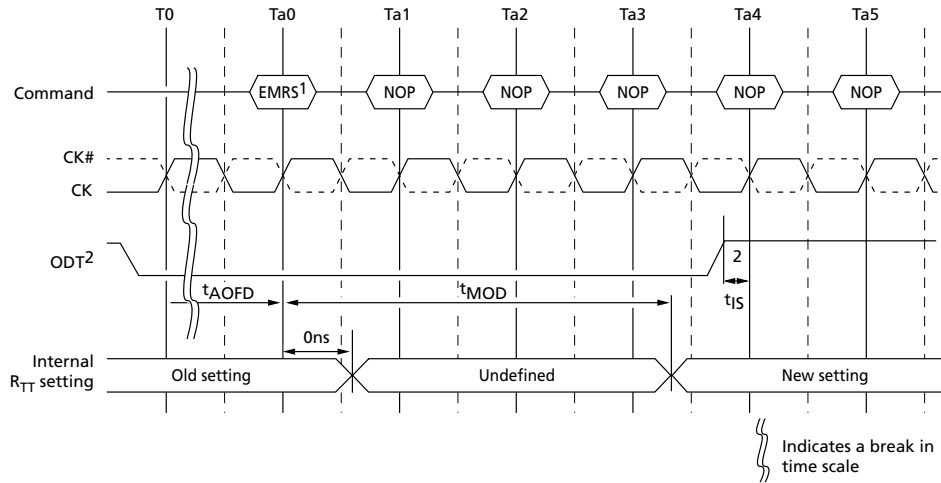 T0 Ta0 Ta1 Ta2 Ta3 Ta4 Ta5
Command EMRS1 NOP NOP NOP NOP NOP
CK#
CK
ODT2 2
tAOFD tMOD tIS
0ns
Internal
RTT setting Old setting Undefined New setting
Indicates a break in
time scale